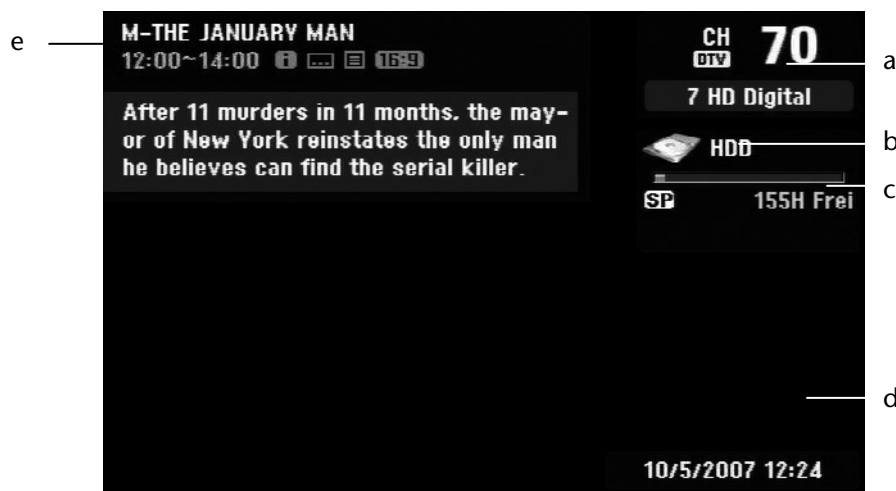 e
M-THE JANUARY MAN
12:00~14:00 i ... 16:9
After 11 murders in 11 months, the may-
or of New York reinstates the only man
he believes can find the serial killer.
CH
DTV 70
a
7 HD Digital
HDD
b
c
SP 155H Frei
d
10/5/2007 12:24